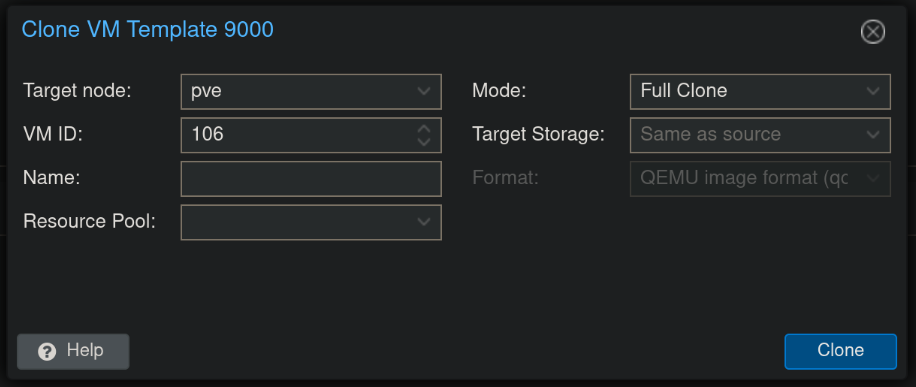 Clone VM Template 9000
Target node: pve
VM ID: 106
Name:
Resource Pool:
Mode: Full Clone
Target Storage: Same as source
Format: QEMU image format (qc
Help
Clone